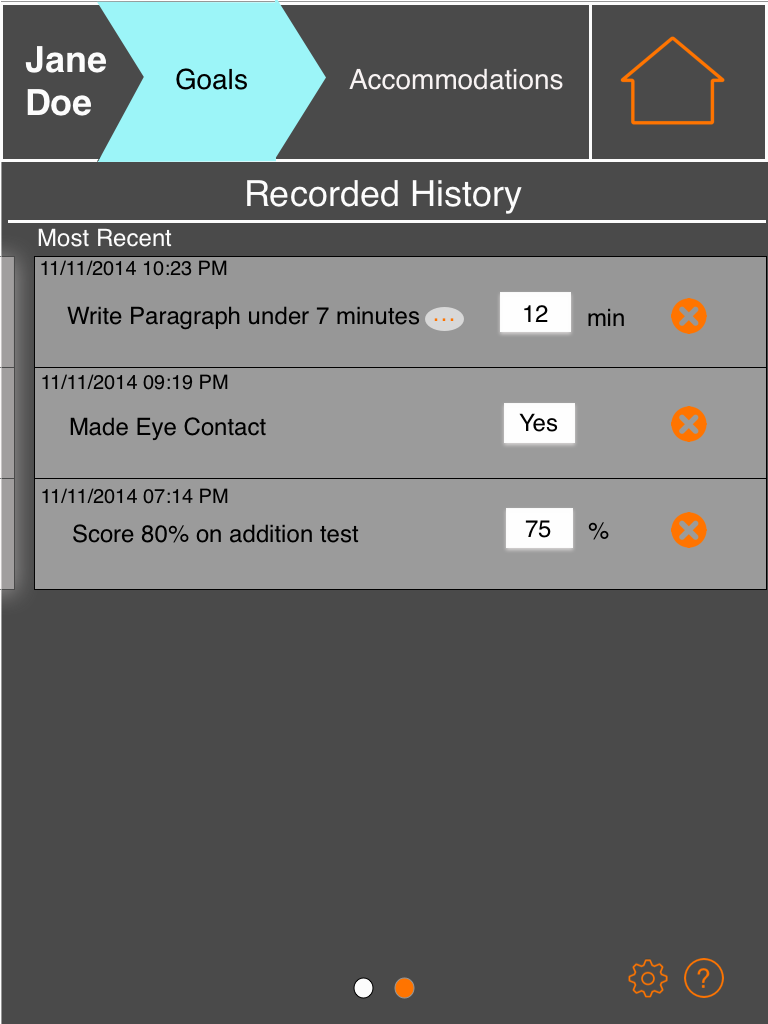 Jane
Doe
Goals
Accommodations
Recorded History
Most Recent
11/11/2014 10:23 PM
Write Paragraph under 7 minutes ... 12 min
11/11/2014 09:19 PM
Made Eye Contact Yes
11/11/2014 07:14 PM
Score 80% on addition test 75 %
?